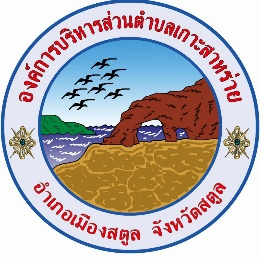 องค์การบริหารส่วนตำบลเกาะสาหร่าย
อำเภอเมืองสตูล จังหวัดสตูล